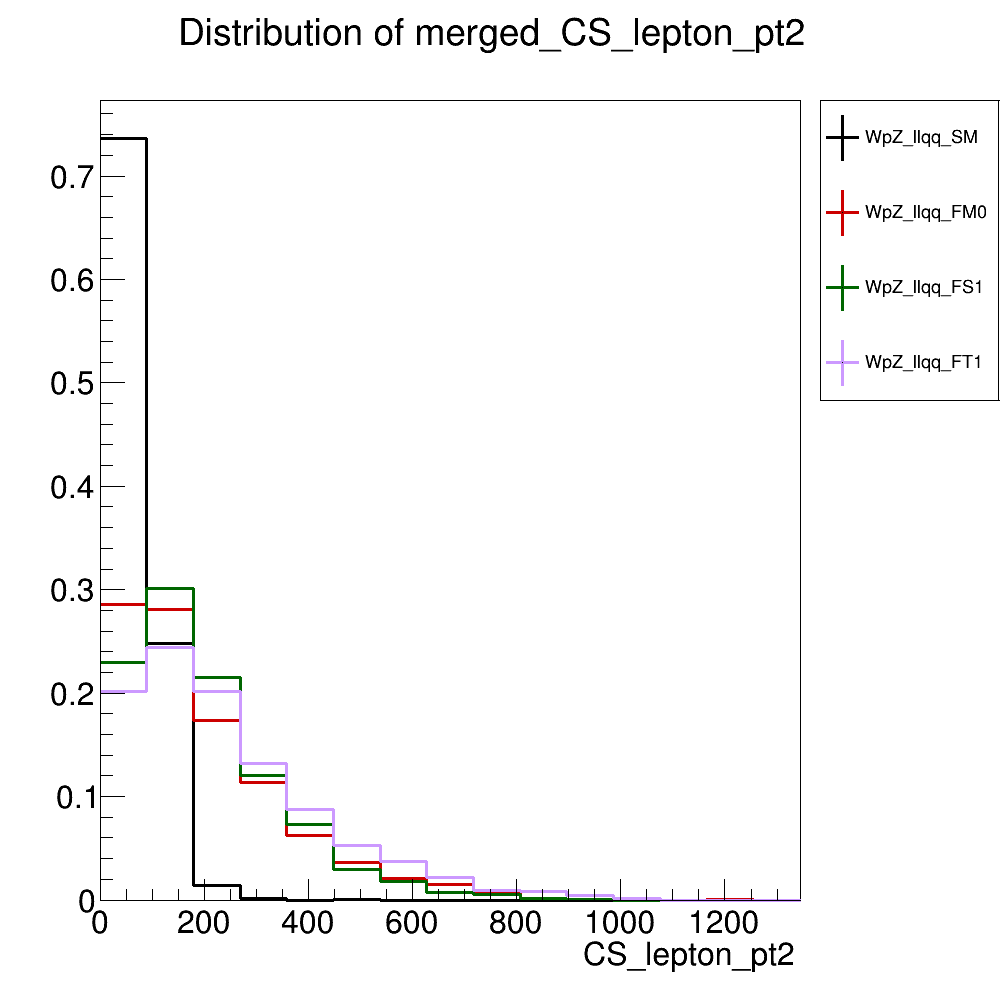 Distribution of merged_CS_lepton_pt2
WpZ_llqq_SM
WpZ_llqq_FM0
WpZ_llqq_FS1
WpZ_llqq_FT1
0.7
0.6
0.5
0.4
0.3
0.2
0.1
0
0 200 400 600 800 1000 1200
CS_lepton_pt2